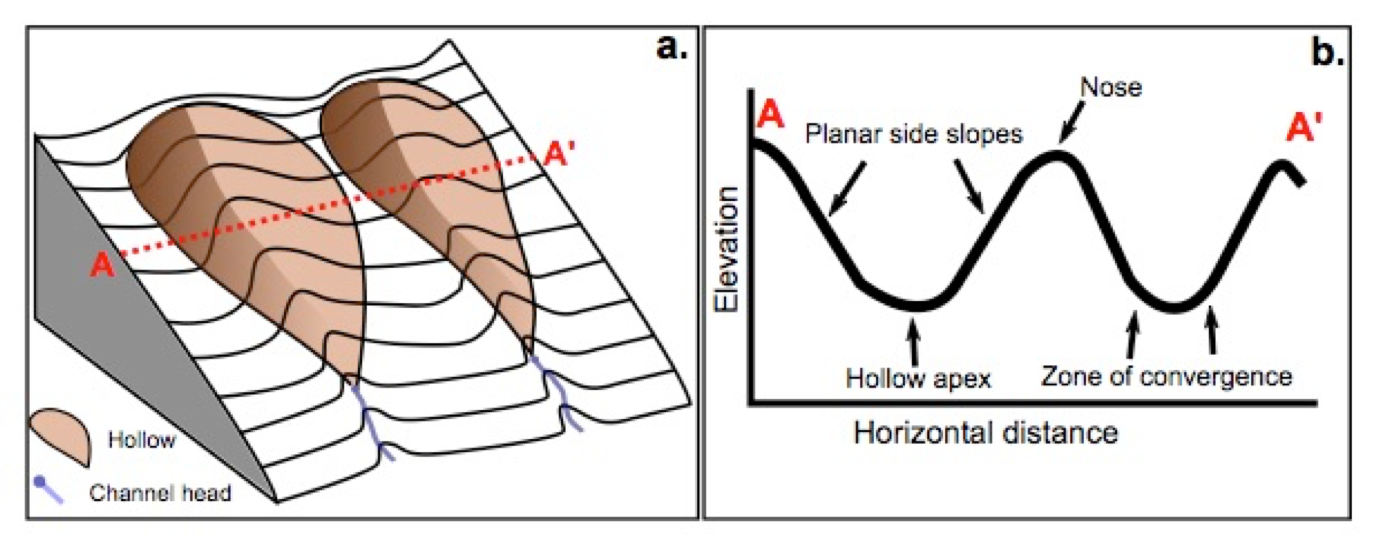 a.
A'
A
Hollow
Channel head
b.
Nose
A
A'
Planar side slopes
Elevation
Hollow apex
Zone of convergence
Horizontal distance